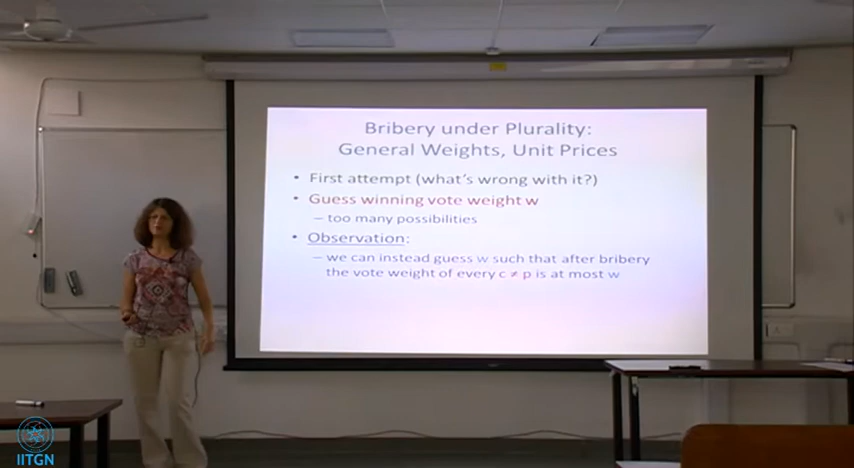 Bribery under Plurality:
General Weights, Unit Prices
• First attempt (what's wrong with it?)
• Guess winning vote weight w
– too many possibilities
• Observation:
– we can instead guess w such that after bribery
the vote weight of every c ≠ p is at most w
IITGN